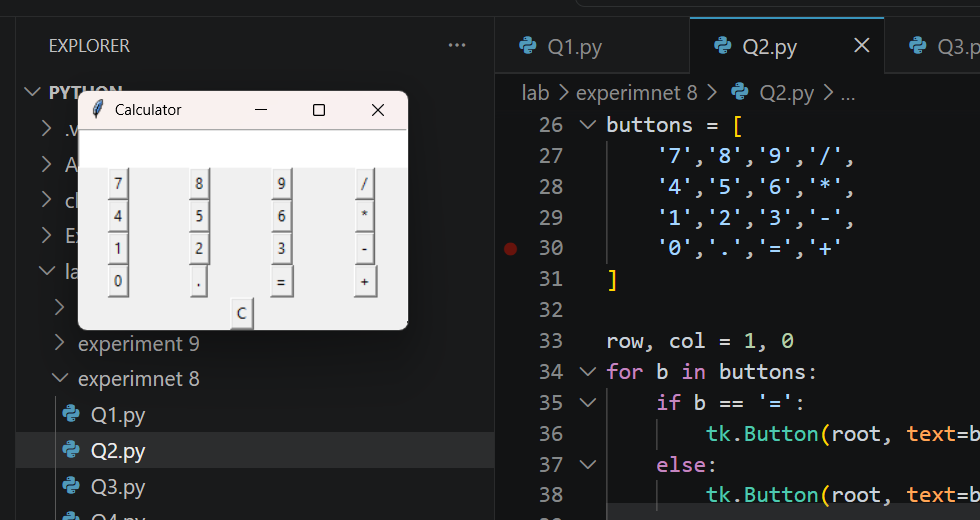 EXPLORER
···
PYTHON
.v
A
cl
E
la
experiment 9
experimnet 8
Q1.py
Q2.py
Q3.py
Q4.py
Calculator
7 8 9 /
4 5 6 *
1 2 3 -
0 . = +
C
Q1.py Q2.py Q3.p
lab > experimnet 8 > Q2.py > ...
26 buttons = [
27 '7','8','9','/',
28 '4','5','6','*',
29 '1','2','3','-',
30 '0','.','=','+'
31 ]
32
33 row, col = 1, 0
34 for b in buttons:
35 if b == '=':
36 tk.Button(root, text=b
37 else:
38 tk.Button(root, text=b